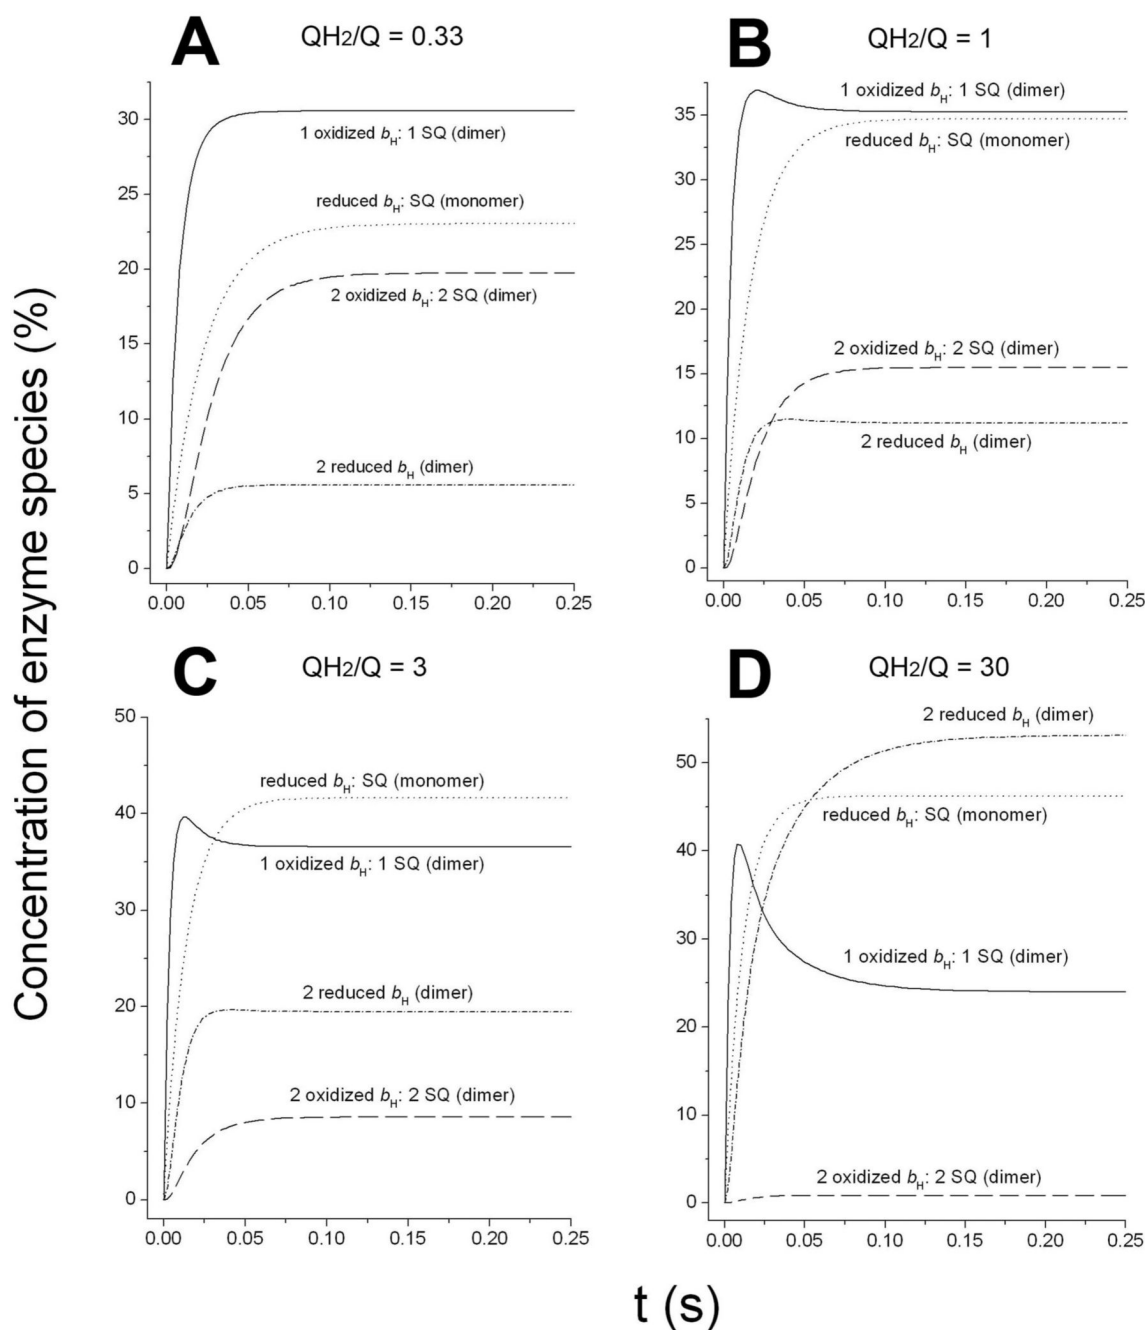 A QH2/Q = 0.33
30
25
20
15
10
5
0
1 oxidized bH: 1 SQ (dimer)
reduced bH: SQ (monomer)
2 oxidized bH: 2 SQ (dimer)
2 reduced bH (dimer)
0.00 0.05 0.10 0.15 0.20 0.25
B QH2/Q = 1
35
30
25
20
15
10
5
0
1 oxidized bH: 1 SQ (dimer)
reduced bH: SQ (monomer)
2 oxidized bH: 2 SQ (dimer)
2 reduced bH (dimer)
0.00 0.05 0.10 0.15 0.20 0.25
Concentration of enzyme species (%)
C QH2/Q = 3
50
40
30
20
10
0
reduced bH: SQ (monomer)
1 oxidized bH: 1 SQ (dimer)
2 reduced bH (dimer)
2 oxidized bH: 2 SQ (dimer)
0.00 0.05 0.10 0.15 0.20 0.25
D QH2/Q = 30
50
40
30
20
10
0
2 reduced bH (dimer)
reduced bH: SQ (monomer)
1 oxidized bH: 1 SQ (dimer)
2 oxidized bH: 2 SQ (dimer)
0.00 0.05 0.10 0.15 0.20 0.25
t (s)